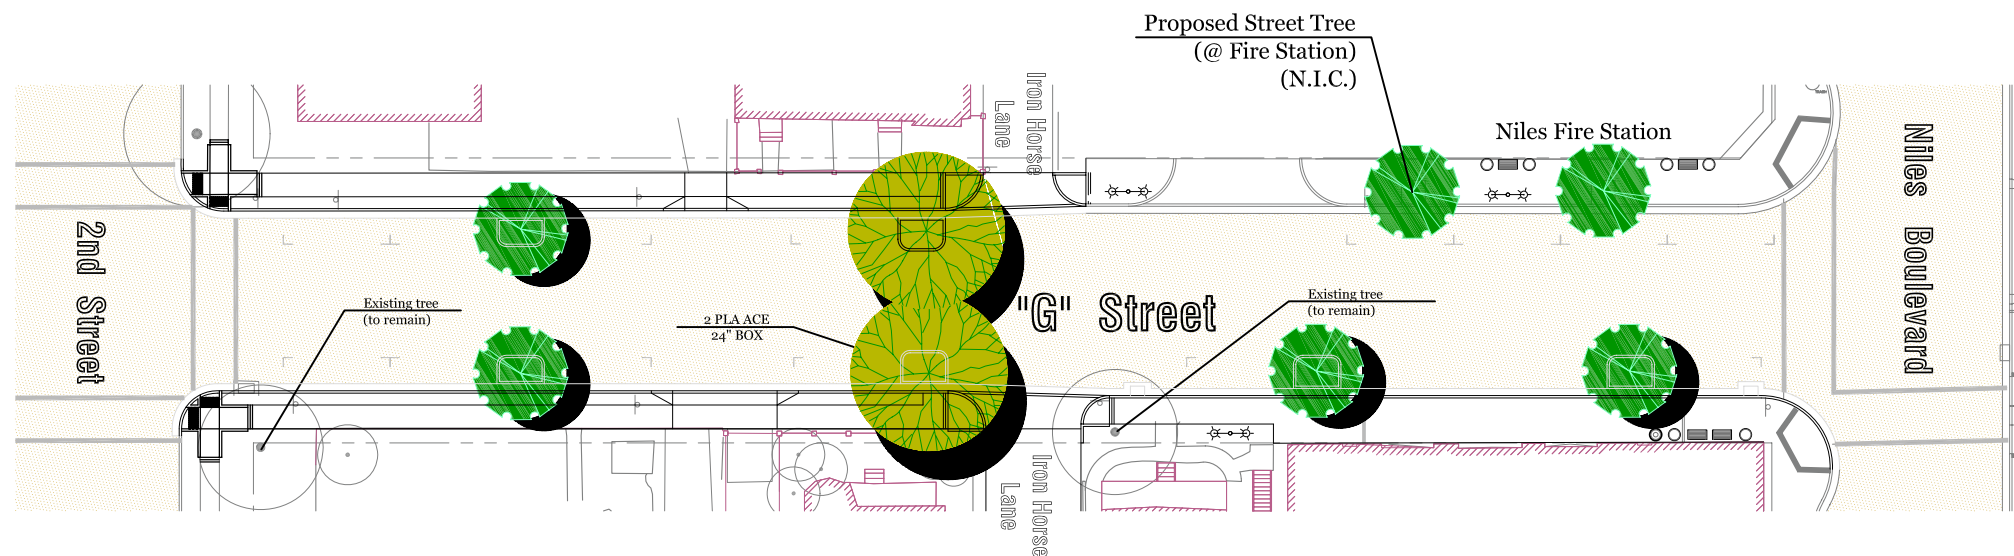 Proposed Street Tree
(@ Fire Station)
(N.I.C.)
Iron Horse
Lane
Niles Fire Station
Niles Boulevard
2nd Street
Existing tree
(to remain)
2 PLA ACE
24" BOX
"G" Street
Existing tree
(to remain)
Iron Horse
Lane